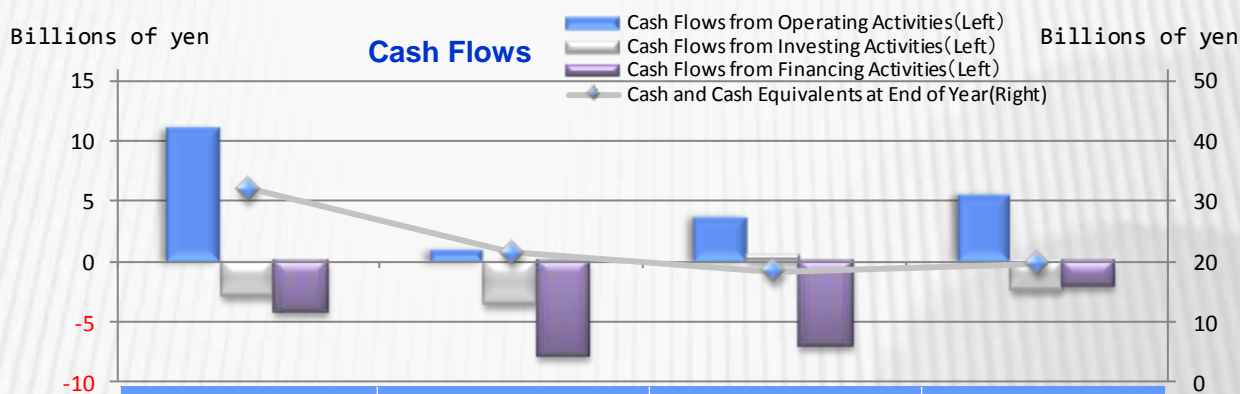 Billions of yen
Cash Flows
Cash Flows from Operating Activities(Left)
Cash Flows from Investing Activities(Left)
Cash Flows from Financing Activities(Left)
Cash and Cash Equivalents at End of Year(Right)
Billions of yen
15
10
5
0
-5
-10
50
40
30
20
10
0